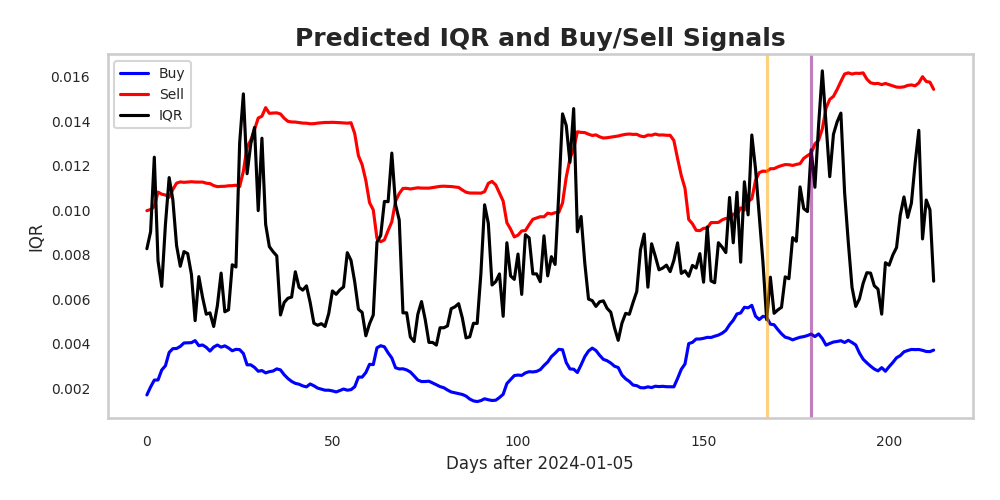 Predicted IQR and Buy/Sell Signals
Buy
Sell
IQR
0.016
0.014
0.012
0.010
0.008
0.006
0.004
0.002
IQR
0
50
100
150
200
Days after 2024-01-05